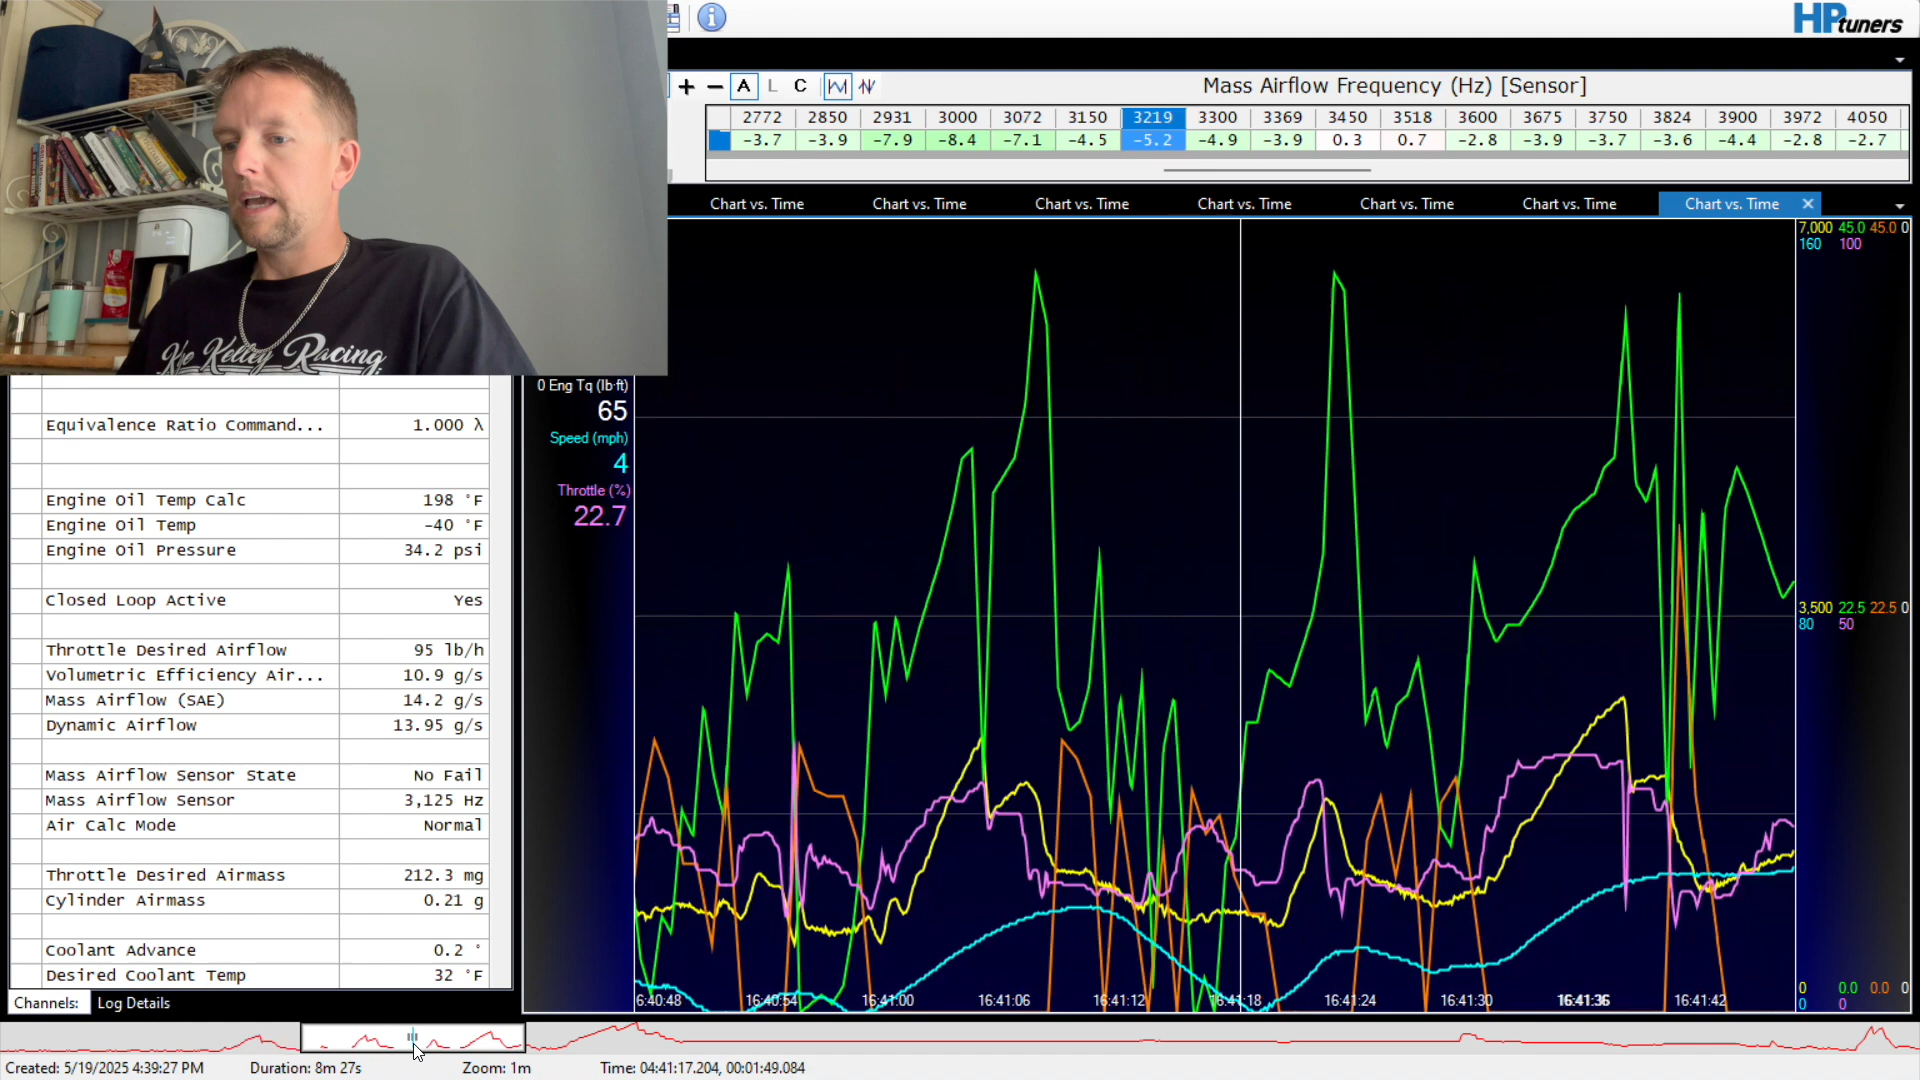 HPtuners
+ − A L C
Mass Airflow Frequency (Hz) [Sensor]
2772 2850 2931 3000 3072 3150 3219 3300 3369 3450 3518 3600 3675 3750 3824 3900 3972 4050
-3.7 -3.9 -7.9 -8.4 -7.1 -4.5 -5.2 -4.9 -3.9 0.3 0.7 -2.8 -3.9 -3.7 -3.6 -4.4 -2.8 -2.7
Chart vs. Time Chart vs. Time Chart vs. Time Chart vs. Time Chart vs. Time Chart vs. Time Chart vs. Time
7,000 45.0 45.0 0
160 100
Kelley Racing
0 Eng Tq (lb·ft)
65
Speed (mph)
4
Throttle (%)
22.7
Equivalence Ratio Command... 1.000 λ
Engine Oil Temp Calc 198 °F
Engine Oil Temp -40 °F
Engine Oil Pressure 34.2 psi
Closed Loop Active Yes
Throttle Desired Airflow 95 lb/h
Volumetric Efficiency Air... 10.9 g/s
Mass Airflow (SAE) 14.2 g/s
Dynamic Airflow 13.95 g/s
Mass Airflow Sensor State No Fail
Mass Airflow Sensor 3,125 Hz
Air Calc Mode Normal
Throttle Desired Airmass 212.3 mg
Cylinder Airmass 0.21 g
Coolant Advance 0.2 °
Desired Coolant Temp 32 °F
3,500 22.5 22.5 0
80 50
0 0.0 0.0 0
0 0
6:40:48 16:40:54 16:41:00 16:41:06 16:41:12 16:41:18 16:41:24 16:41:30 16:41:36 16:41:42
Channels: Log Details
Created: 5/19/2025 4:39:27 PM Duration: 8m 27s Zoom: 1m Time: 04:41:17.204, 00:01:49.084